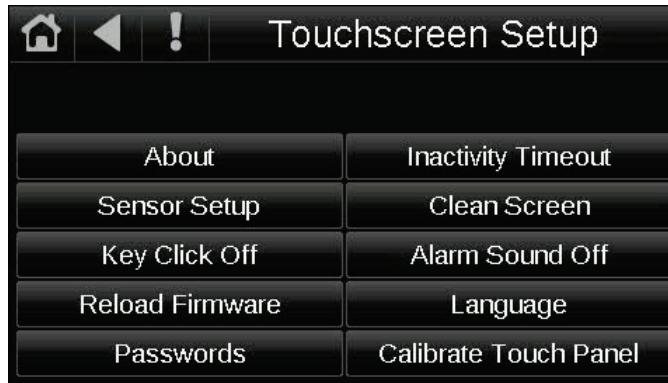 Touchscreen Setup
About
Inactivity Timeout
Sensor Setup
Clean Screen
Key Click Off
Alarm Sound Off
Reload Firmware
Language
Passwords
Calibrate Touch Panel